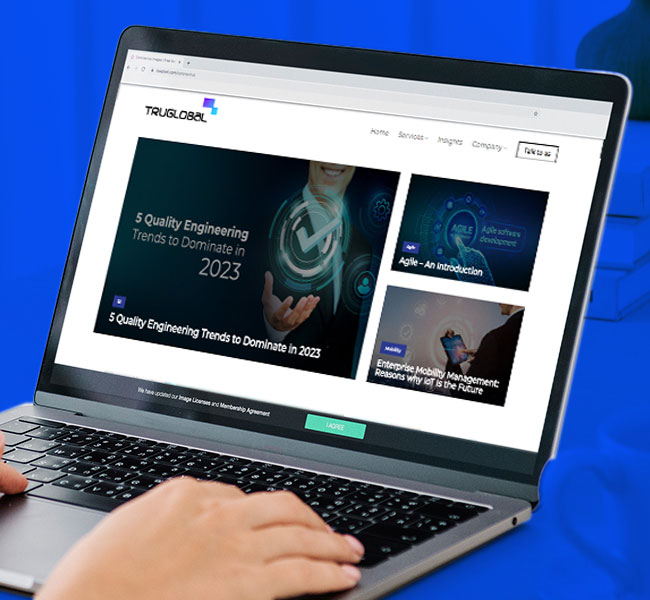 TRUGLOBAL
Home Services Insights Company Talk to us
5 Quality Engineering
Trends to Dominate in
2023
5 Quality Engineering Trends to Dominate in 2023
AGILE
Agile software
development
Agile
Agile – An Introduction
Mobility
Enterprise Mobility Management:
Reasons why IoT is the Future
We have updated our Image Licenses and Membership Agreement
I AGREE